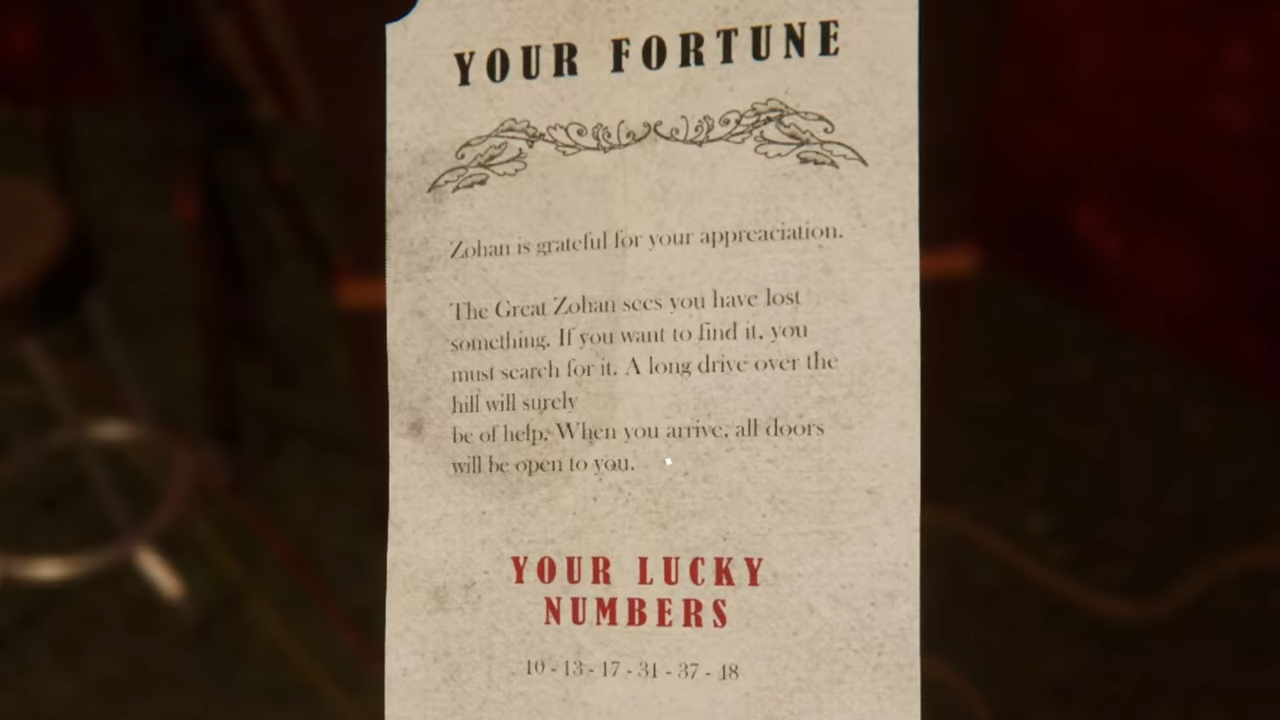 YOUR FORTUNE
Zohan is grateful for your appreaciation.
The Great Zohan sees you have lost
something. If you want to find it, you
must search for it. A long drive over the
hill will surely
be of help. When you arrive, all doors
will be open to you.
YOUR LUCKY
NUMBERS
10 - 13 - 17 - 31 - 37 - 48